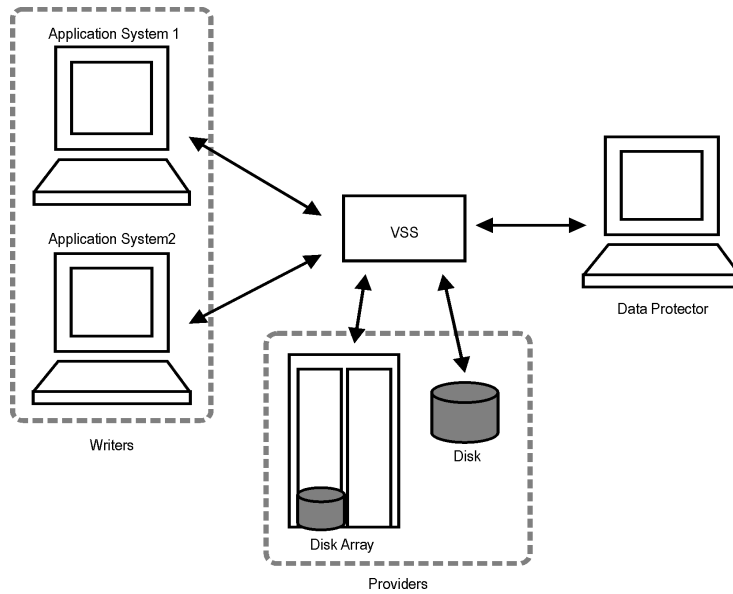 Application System 1
Application System2
Writers
VSS
Data Protector
Disk
Disk Array
Providers